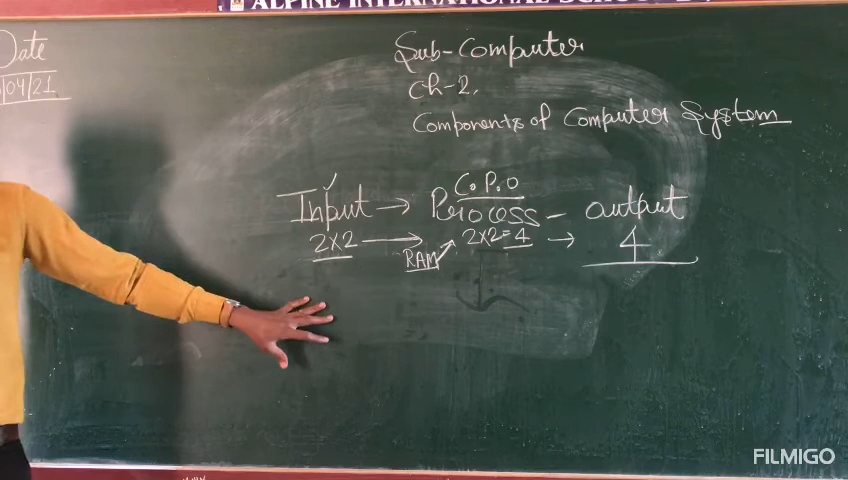 ALPINE INTERNATIONAL
Date
/04/21
Sub-Computer
Ch-2.
Components of Computer System
C.P.O
Input → Process - output
2x2 → RAM 2x2=4 → 4
FILMIGO